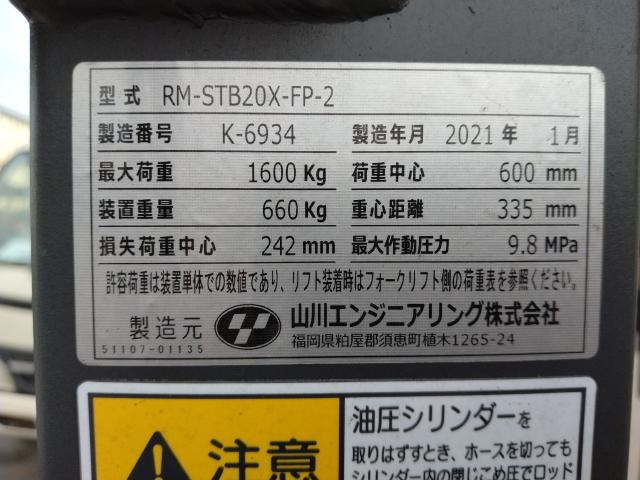 型式 RM-STB20X-FP-2
製造番号 K-6934 製造年月 2021年 1月
最大荷重 1600 Kg 荷重中心 600 mm
装置重量 660 Kg 重心距離 335 mm
損失荷重中心 242 mm 最大作動圧力 9.8 MPa
許容荷重は装置単体での数値であり、リフト装着時はフォークリフト側の荷重表を参照ください。
製造元 山川エンジニアリング株式会社
51107-01135 福岡県粕屋郡須恵町植木1265-24
注意
油圧シリンダーを
取りはずすとき、ホースを切っても
シリンダー内の閉じこめ圧でロッド